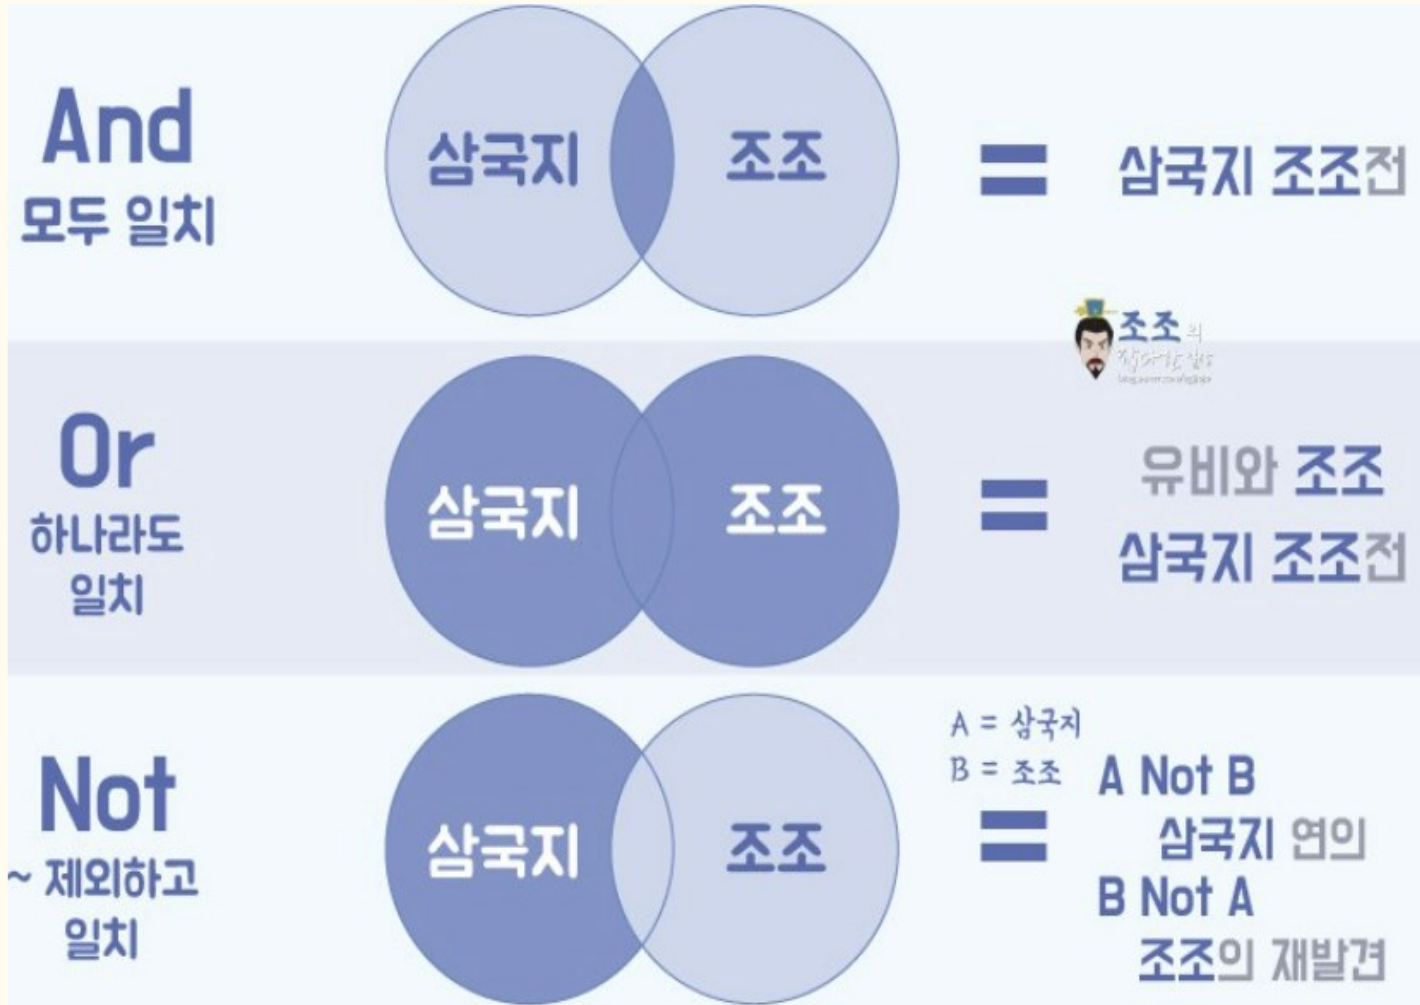 And
모두 일치
삼국지 조조 = 삼국지 조조전
조조의
Or
하나라도
일치
삼국지 조조 = 유비와 조조
삼국지 조조전
Not
~ 제외하고
일치
삼국지 조조
A = 삼국지
B = 조조
= A Not B
삼국지 연의
B Not A
조조의 재발견